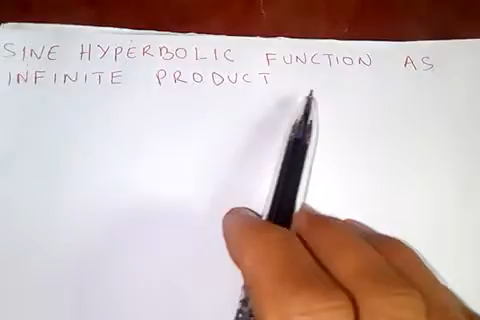 SINE HYPERBOLIC FUNCTION AS
INFINITE PRODUCT